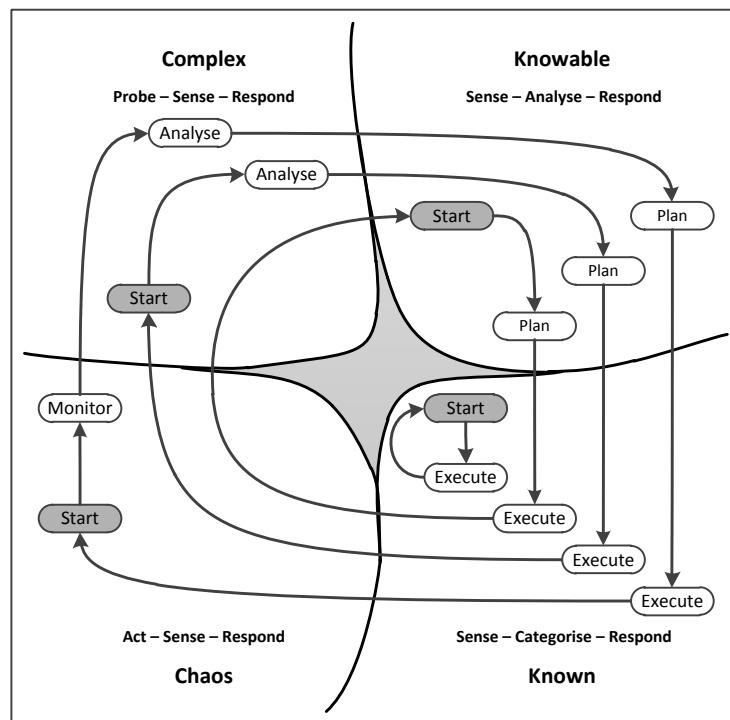 Complex
Knowable
Probe – Sense – Respond
Sense – Analyse – Respond
Analyse
Analyse
Start
Plan
Plan
Start
Plan
Monitor
Start
Execute
Start
Execute
Execute
Execute
Act – Sense – Respond
Sense – Categorise – Respond
Chaos
Known